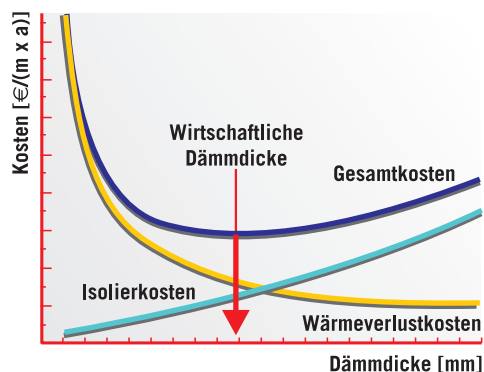 Kosten [€/(m x a)]
Wirtschaftliche
Dämmdicke
Gesamtkosten
Isolierkosten
Wärmeverlustkosten
Dämmdicke [mm]